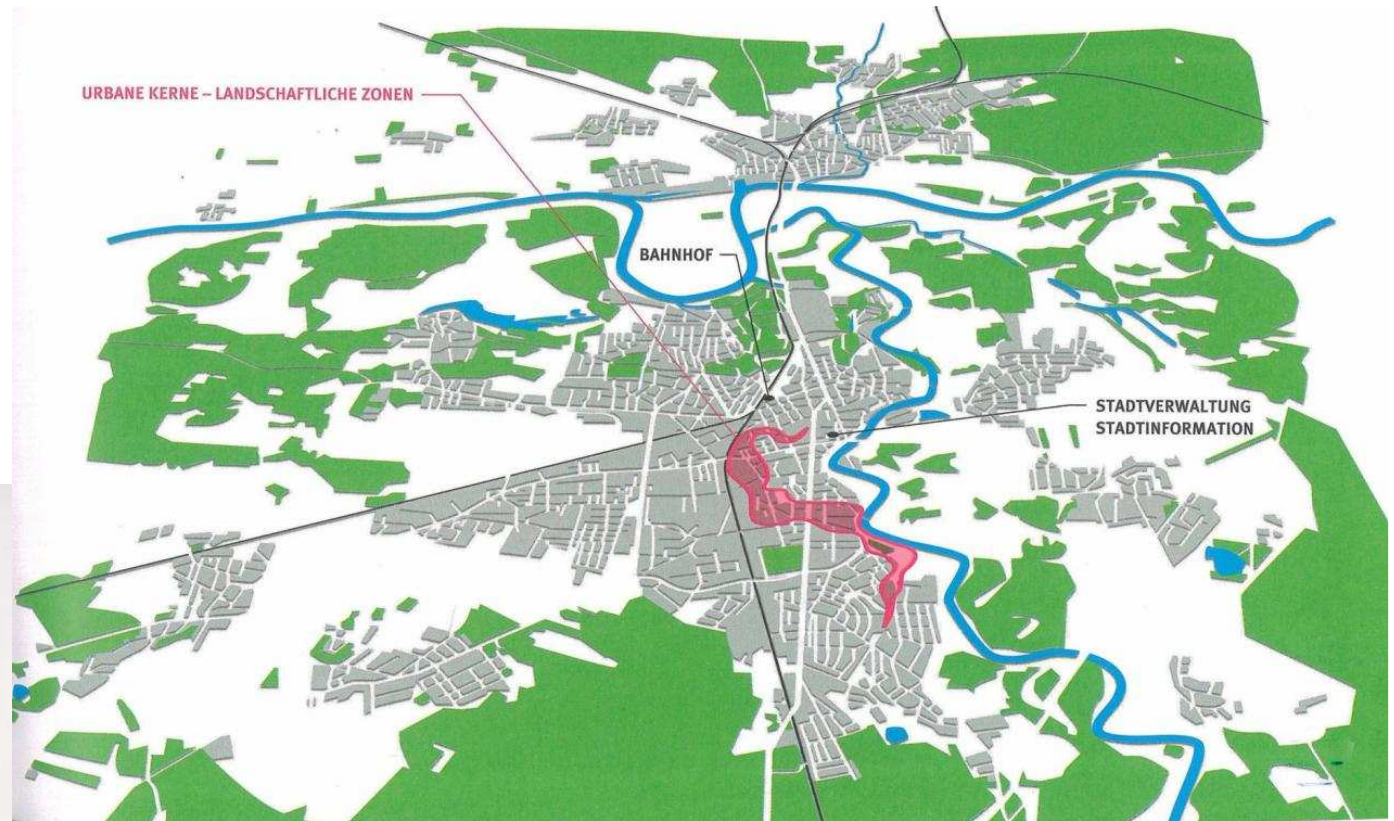 URBANE KERNE – LANDSCHAFTLICHE ZONEN
BAHNHOF
STADTVERWALTUNG
STADTINFORMATION